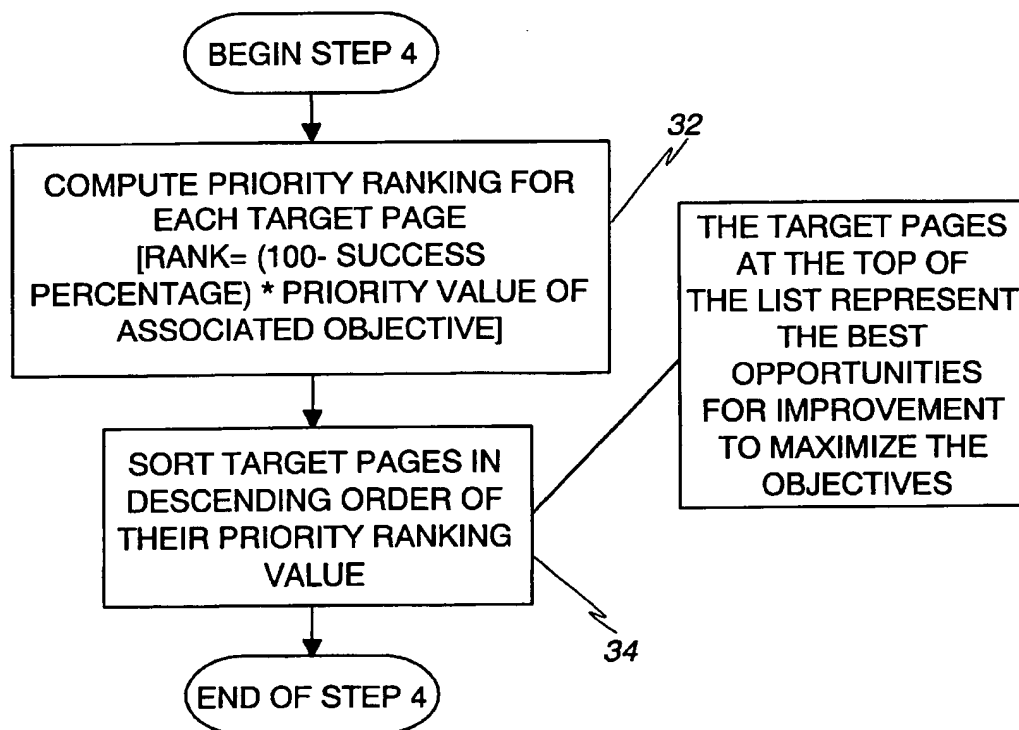 BEGIN STEP 4
32
COMPUTE PRIORITY RANKING FOR
EACH TARGET PAGE
[RANK= (100- SUCCESS
PERCENTAGE) * PRIORITY VALUE OF
ASSOCIATED OBJECTIVE]
THE TARGET PAGES
AT THE TOP OF
THE LIST REPRESENT
THE BEST
OPPORTUNITIES
FOR IMPROVEMENT
TO MAXIMIZE THE
OBJECTIVES
SORT TARGET PAGES IN
DESCENDING ORDER OF
THEIR PRIORITY RANKING
VALUE
34
END OF STEP 4